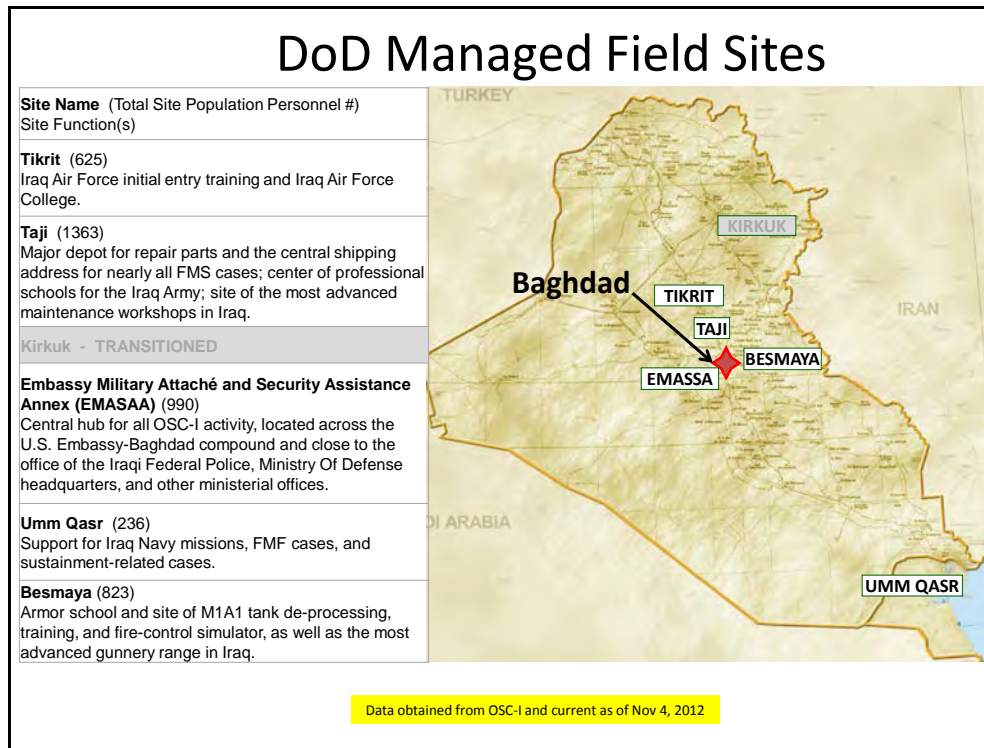 DoD Managed Field Sites
Site Name (Total Site Population Personnel #)
Site Function(s)
Tikrit (625)
Iraq Air Force initial entry training and Iraq Air Force
College.
Taji (1363)
Major depot for repair parts and the central shipping
address for nearly all FMS cases; center of professional
schools for the Iraq Army; site of the most advanced
maintenance workshops in Iraq.
Kirkuk - TRANSITIONED
Embassy Military Attaché and Security Assistance
Annex (EMASAA) (990)
Central hub for all OSC-I activity, located across the
U.S. Embassy-Baghdad compound and close to the
office of the Iraqi Federal Police, Ministry Of Defense
headquarters, and other ministerial offices.
Umm Qasr (236)
Support for Iraq Navy missions, FMF cases, and
sustainment-related cases.
Besmaya (823)
Armor school and site of M1A1 tank de-processing,
training, and fire-control simulator, as well as the most
advanced gunnery range in Iraq.
TURKEY
KIRKUK
Baghdad
TIKRIT
IRAN
TAJI
BESMAYA
EMASSA
DI ARABIA
UMM QASR
Data obtained from OSC-I and current as of Nov 4, 2012